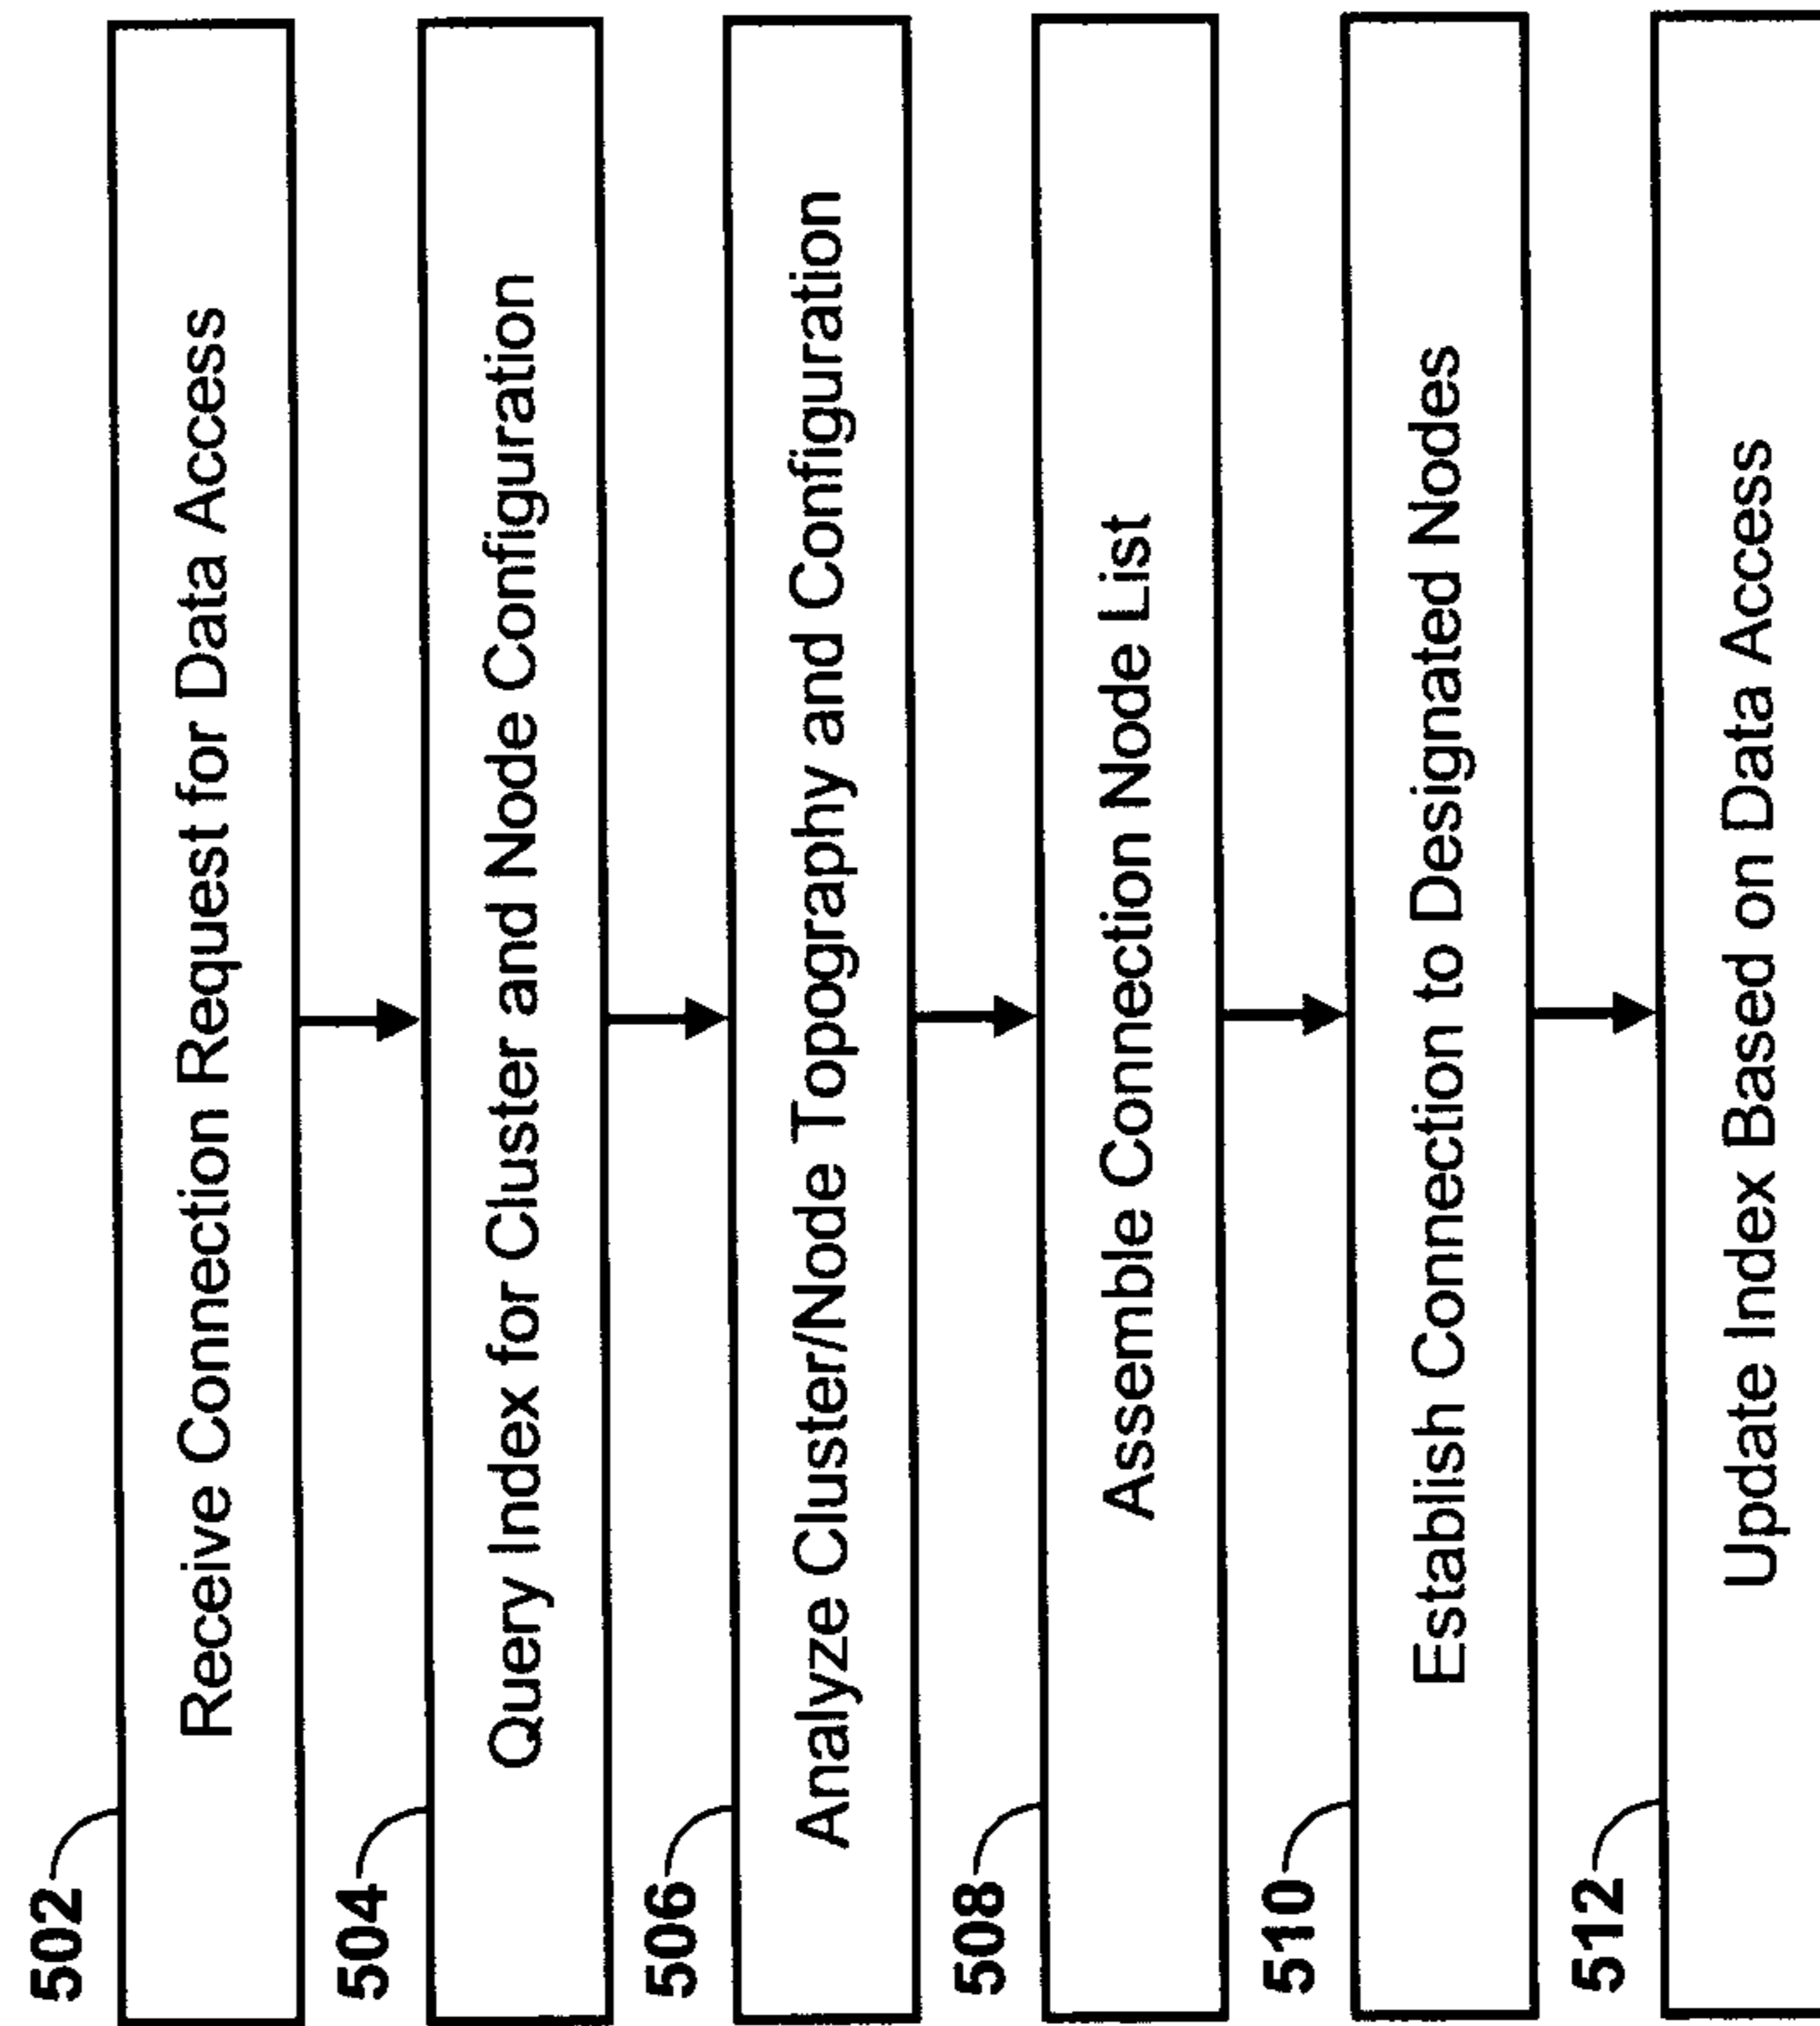 502
Receive Connection Request for Data Access
504
Query Index for Cluster and Node Configuration
506
Analyze Cluster/Node Topography and Configuration
508
Assemble Connection Node List
510
Establish Connection to Designated Nodes
512
Update Index Based on Data Access